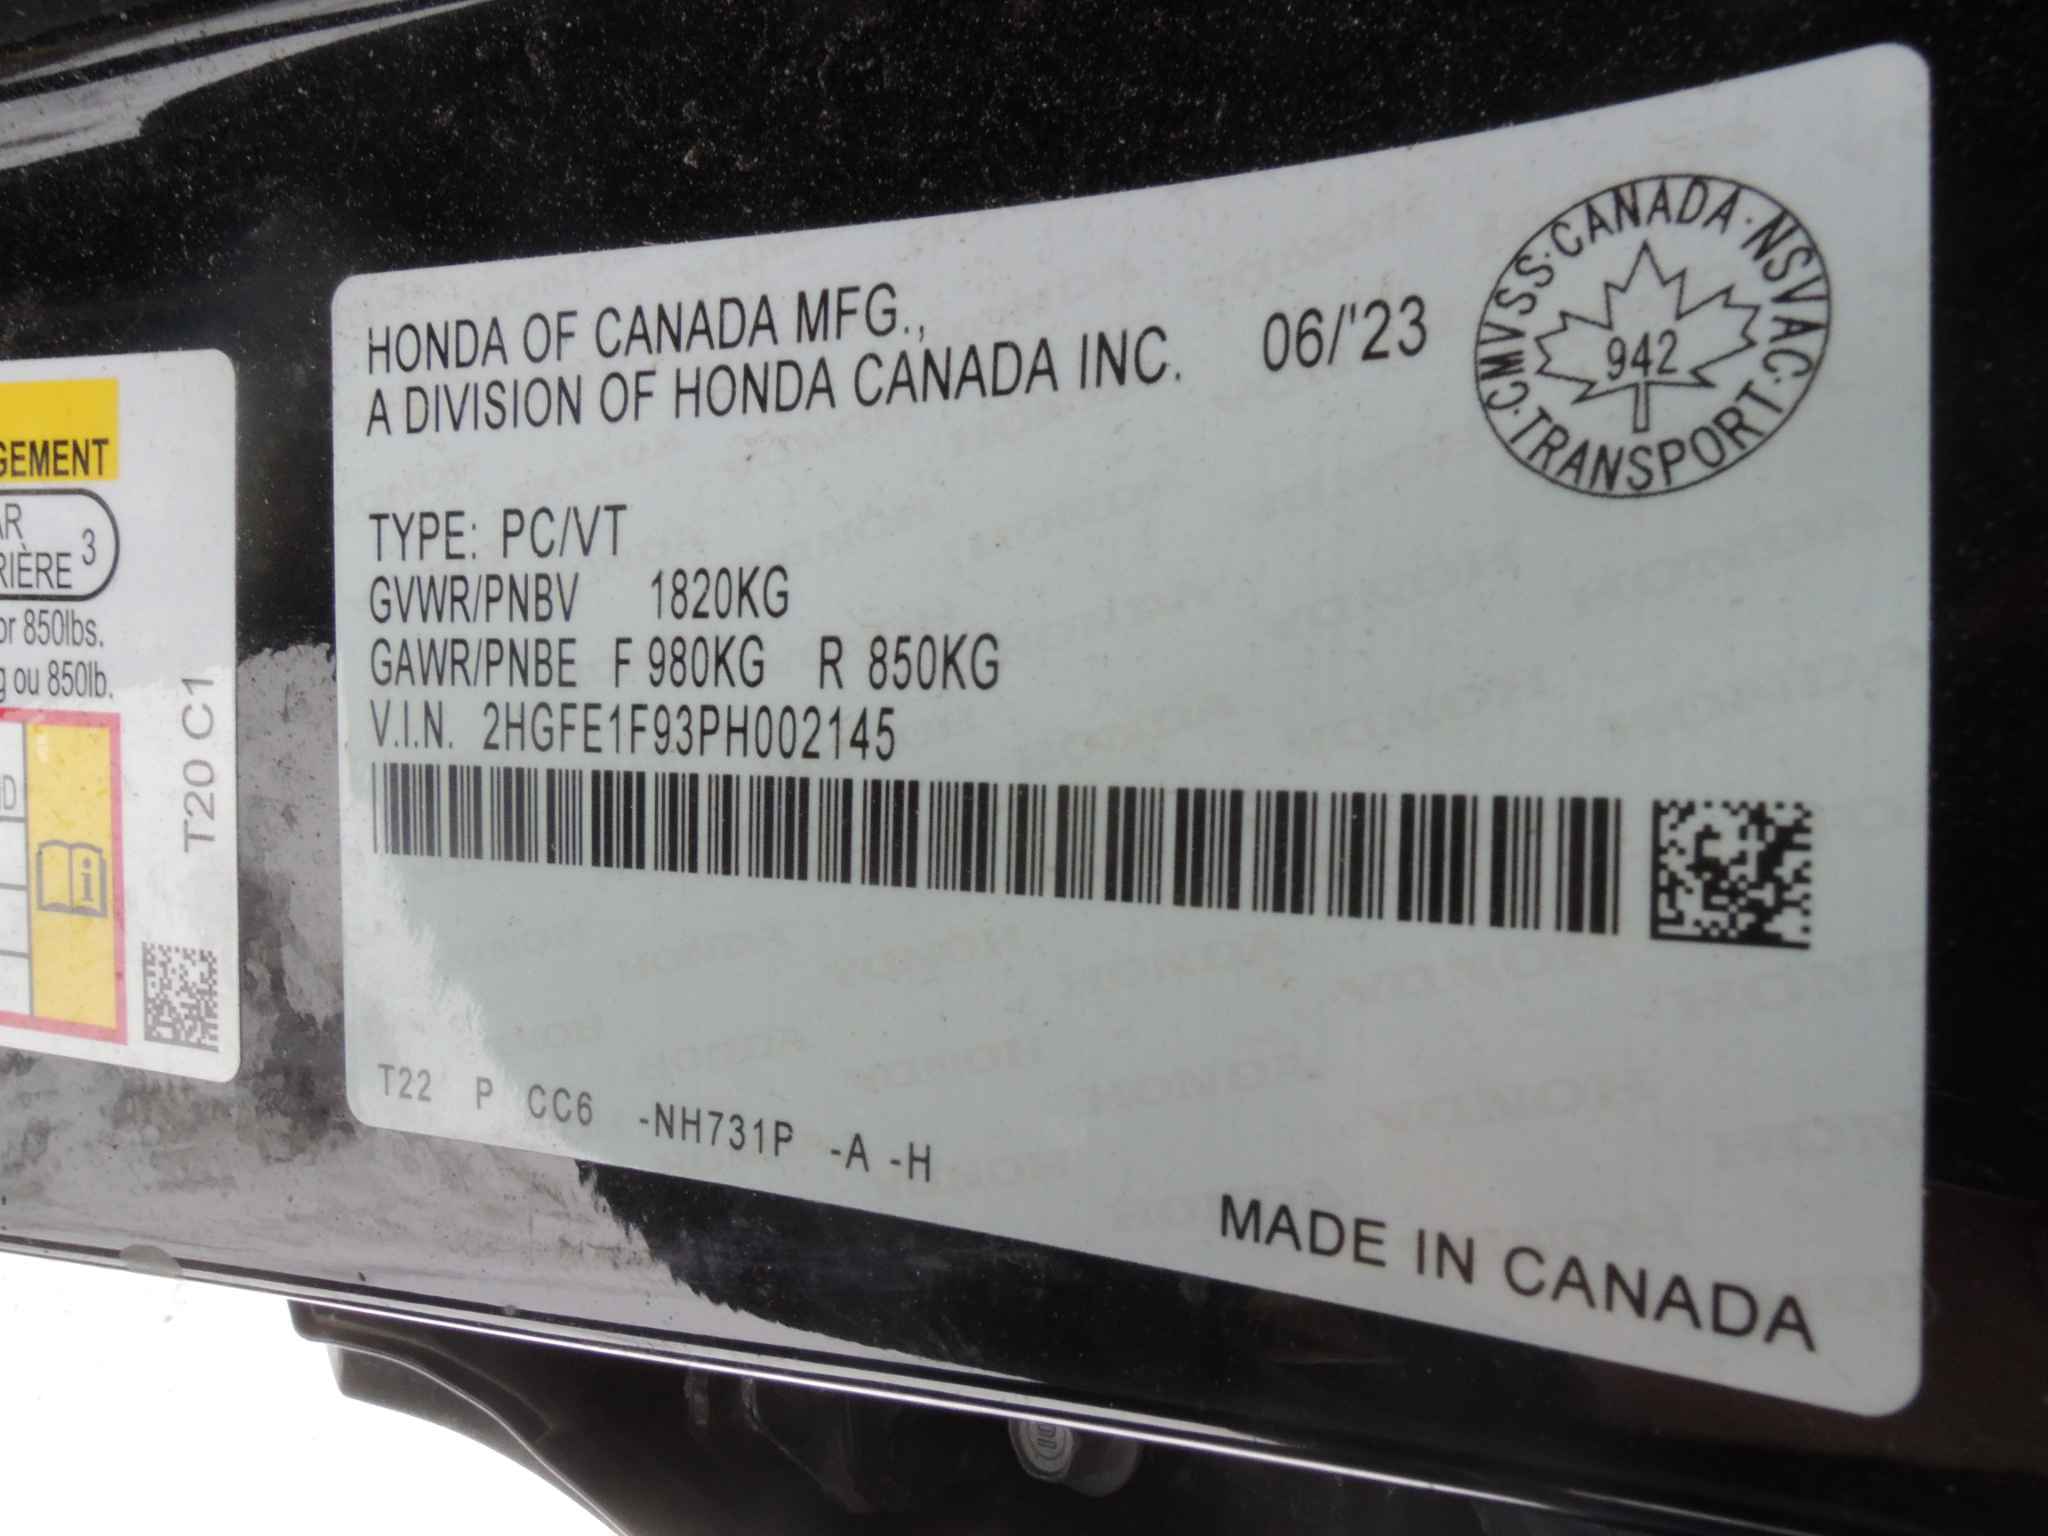 GEMENT
AR
RIÈRE 3
or 850lbs.
g ou 850lb.
T20 C1
HONDA OF CANADA MFG.,
A DIVISION OF HONDA CANADA INC. 06/'23
CMVSS·CANADA·NSVAC·TRANSPORT·
942
TYPE: PC/VT
GVWR/PNBV 1820KG
GAWR/PNBE F 980KG R 850KG
V.I.N. 2HGFE1F93PH002145
T22 P CC6 -NH731P -A -H
MADE IN CANADA